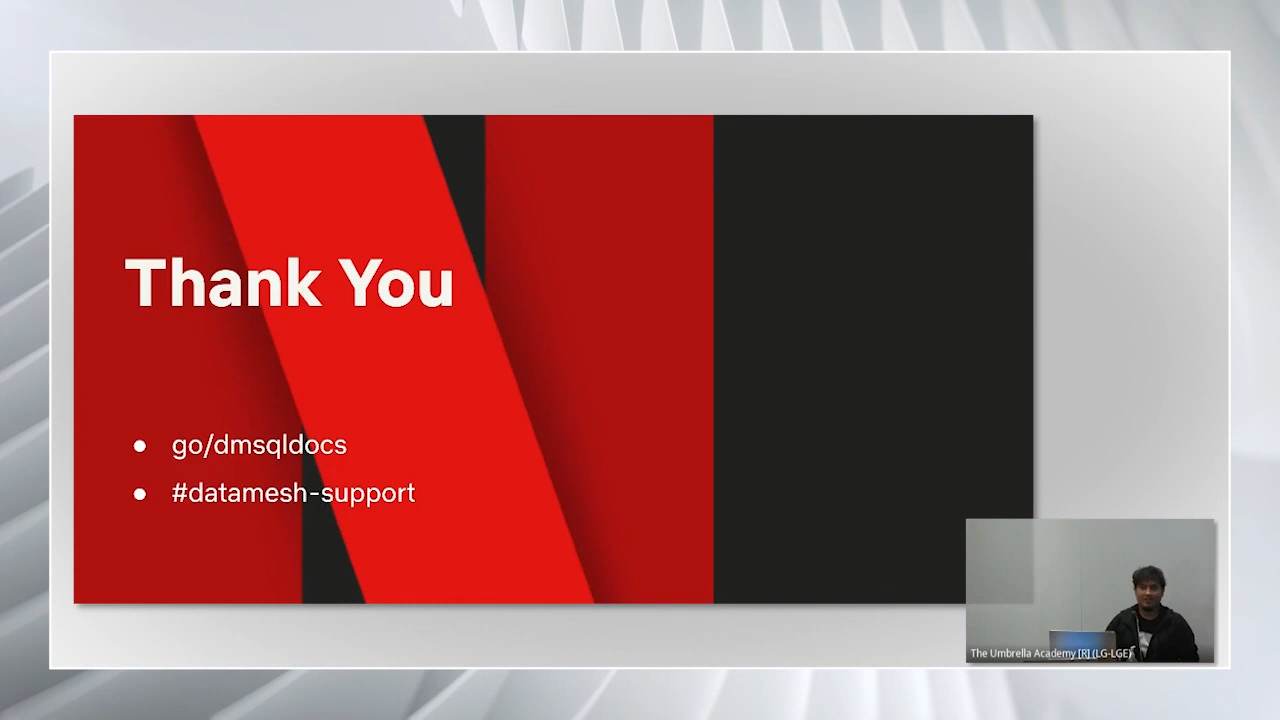 Thank You
go/dmsqldocs
#datamesh-support
The Umbrella Academy [R] (LG-LGE)